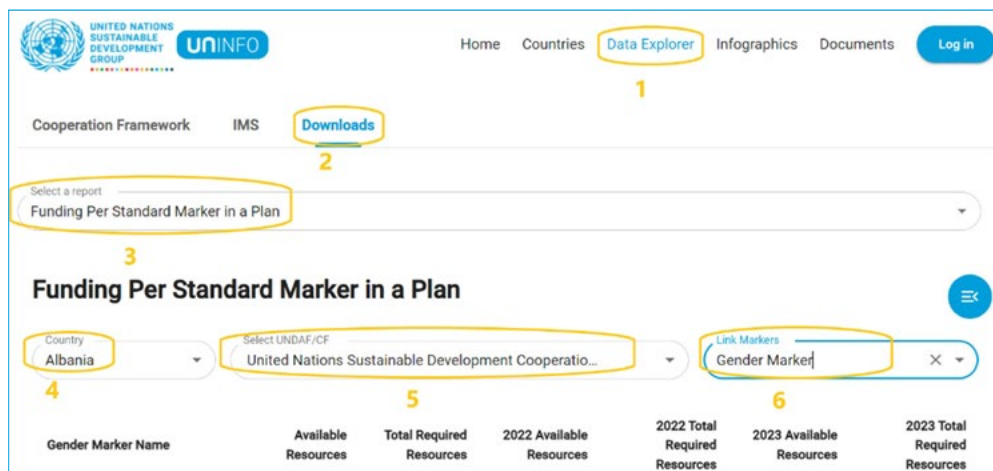 UNITED NATIONS
SUSTAINABLE
DEVELOPMENT
GROUP
UNINFO
Home Countries Data Explorer Infographics Documents Log in
1
Cooperation Framework IMS Downloads
2
Select a report
Funding Per Standard Marker in a Plan
3
Funding Per Standard Marker in a Plan
Country Select UNDAF/CF Link Markers
Albania United Nations Sustainable Development Cooperatio... Gender Marker
4 5 6
Gender Marker Name Available Resources Total Required Resources 2022 Available Resources 2022 Total Required Resources 2023 Available Resources 2023 Total Required Resources